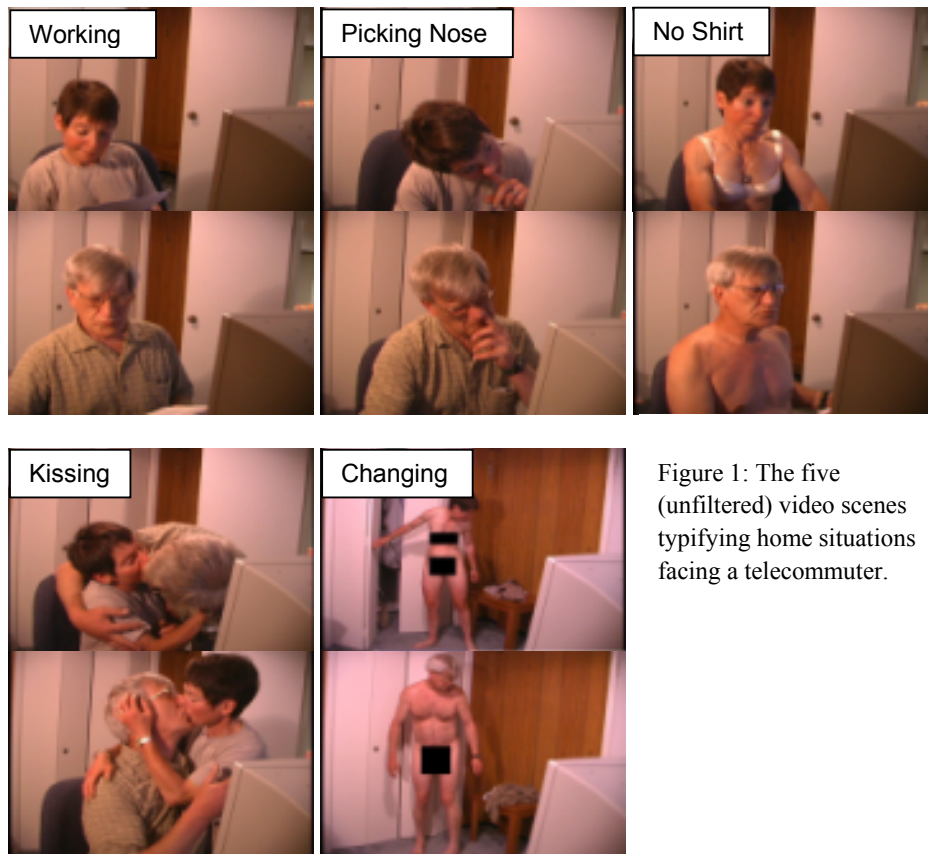 Working
Picking Nose
No Shirt
Kissing
Changing
Figure 1: The five
(unfiltered) video scenes
typifying home situations
facing a telecommuter.